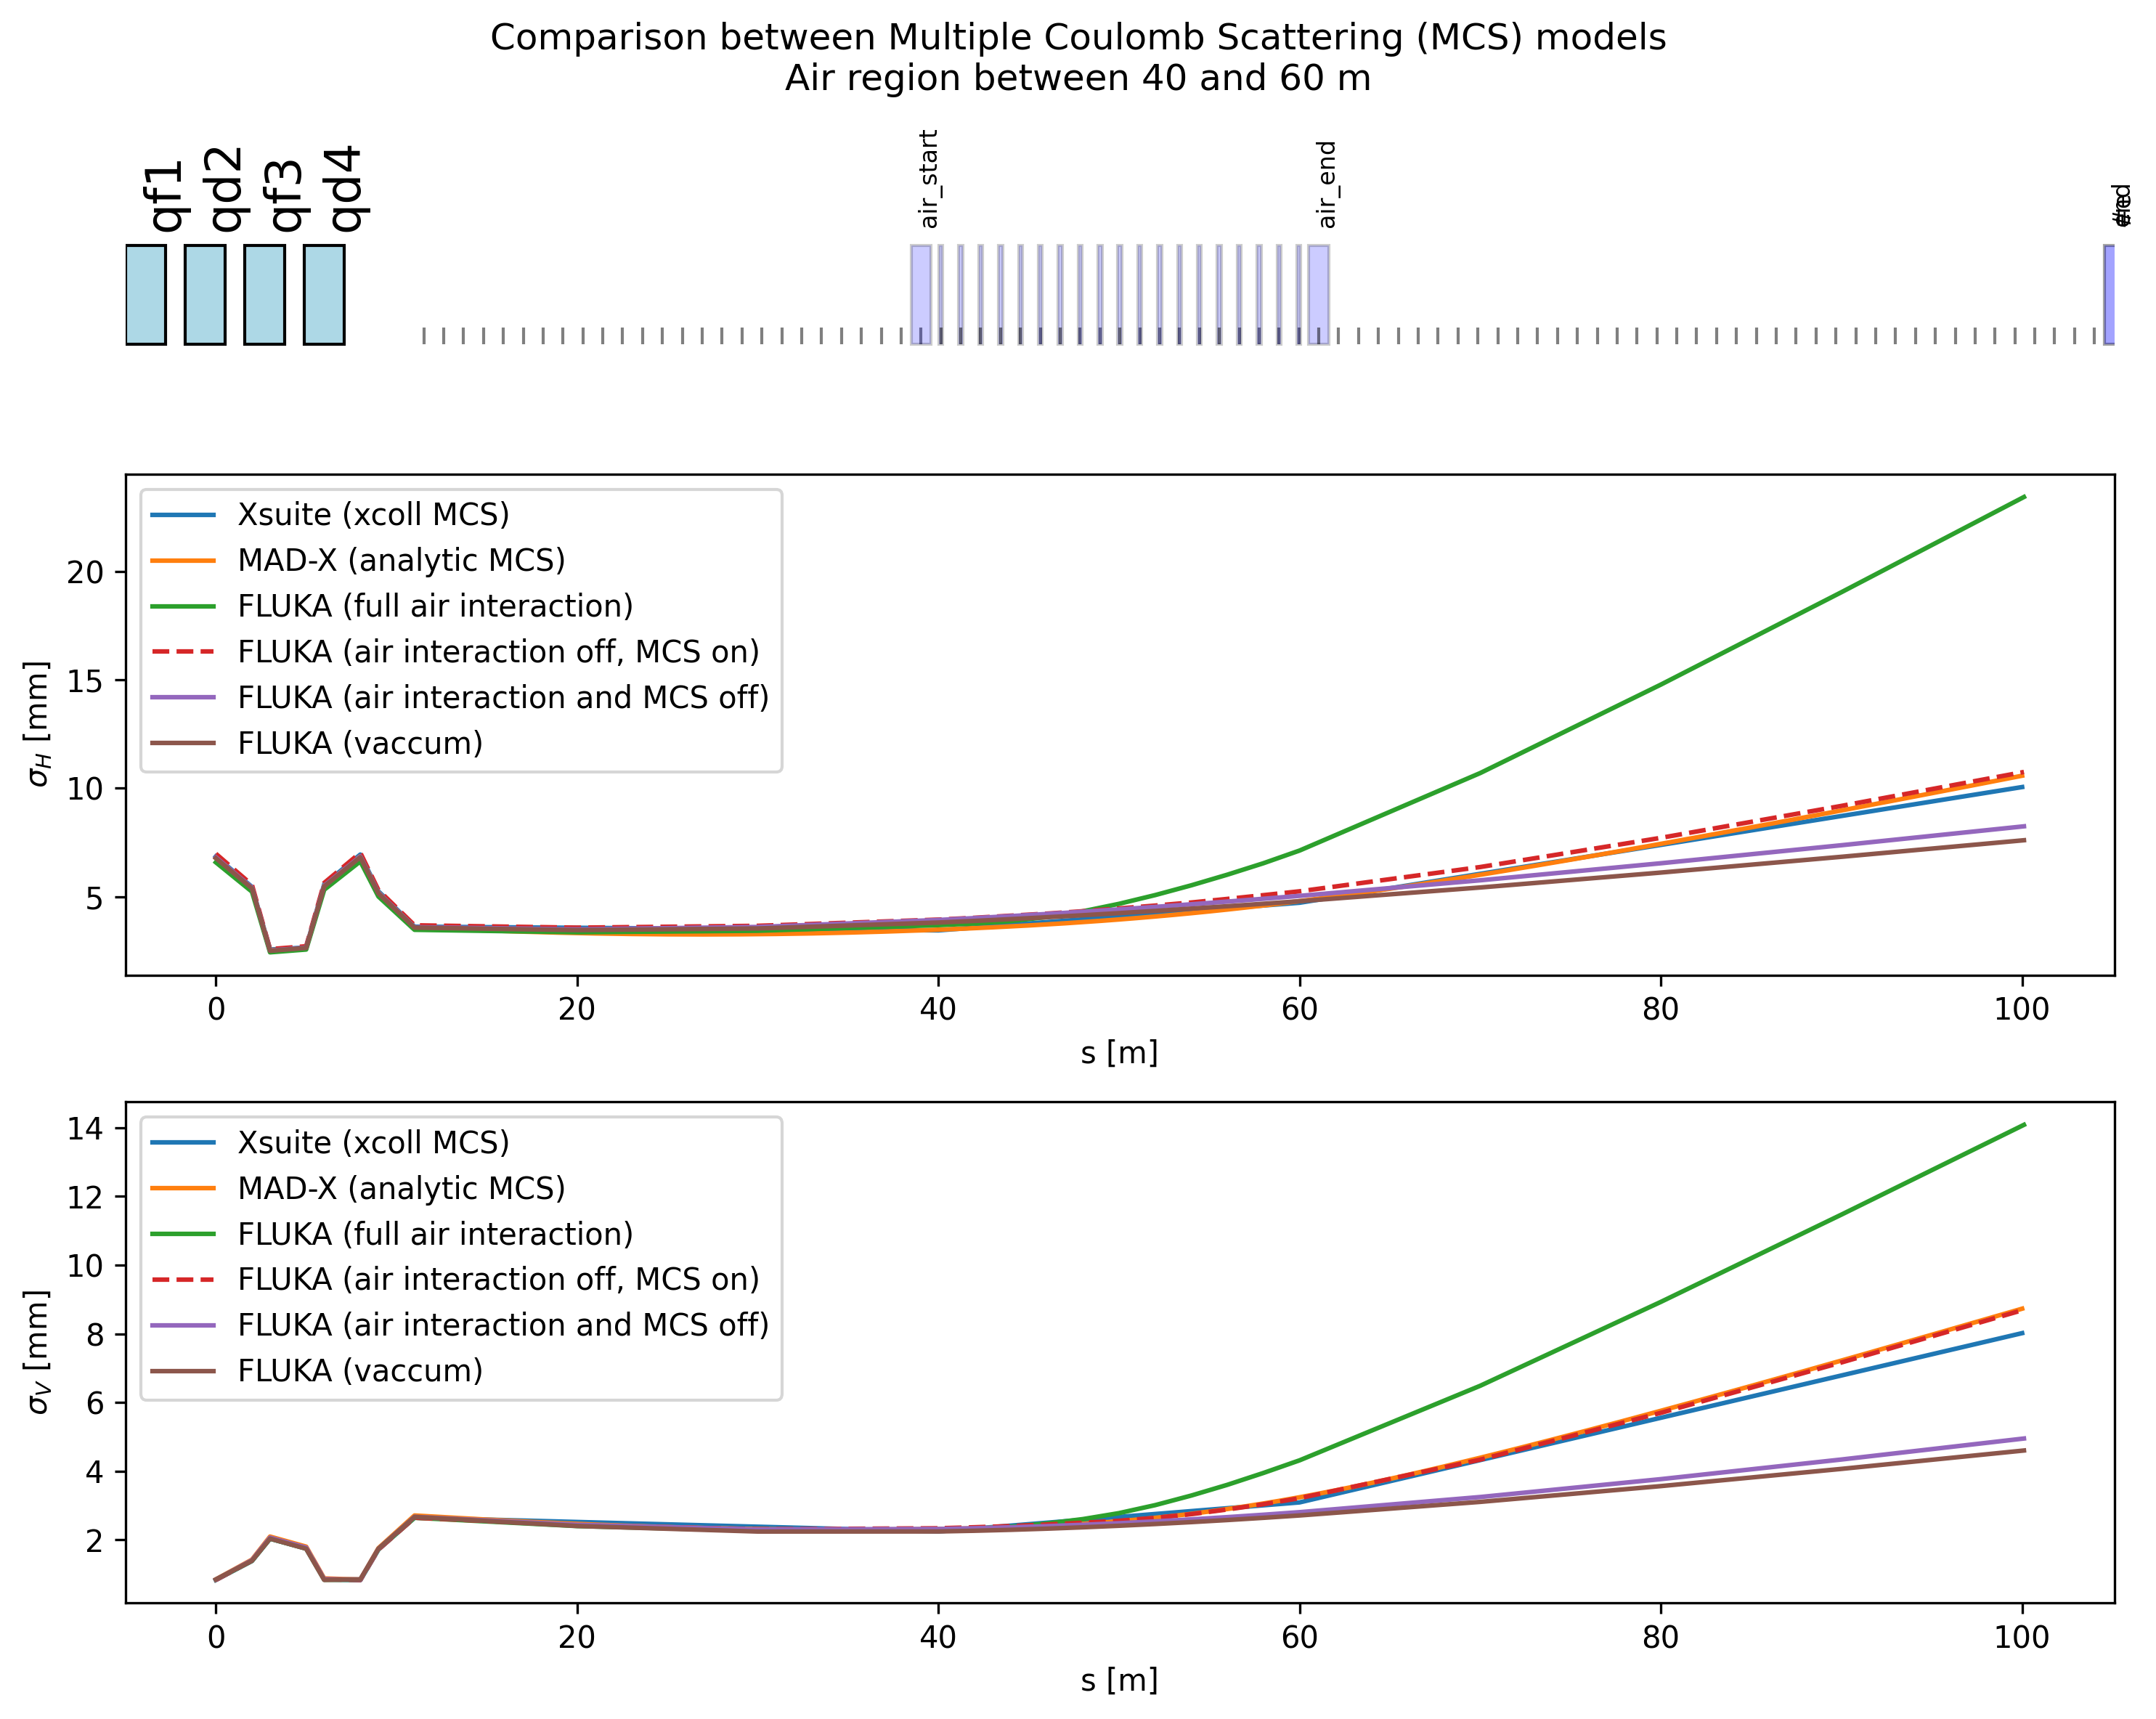 Comparison between Multiple Coulomb Scattering (MCS) models
Air region between 40 and 60 m
qf1
qd2
qf3
qd4
air_start
air_end
Xsuite (xcoll MCS)
MAD-X (analytic MCS)
FLUKA (full air interaction)
FLUKA (air interaction off, MCS on)
FLUKA (air interaction and MCS off)
FLUKA (vaccum)
σH [mm]
20
15
10
5
0 20 40 60 80 100
s [m]
Xsuite (xcoll MCS)
MAD-X (analytic MCS)
FLUKA (full air interaction)
FLUKA (air interaction off, MCS on)
FLUKA (air interaction and MCS off)
FLUKA (vaccum)
σV [mm]
14
12
10
8
6
4
2
0 20 40 60 80 100
s [m]